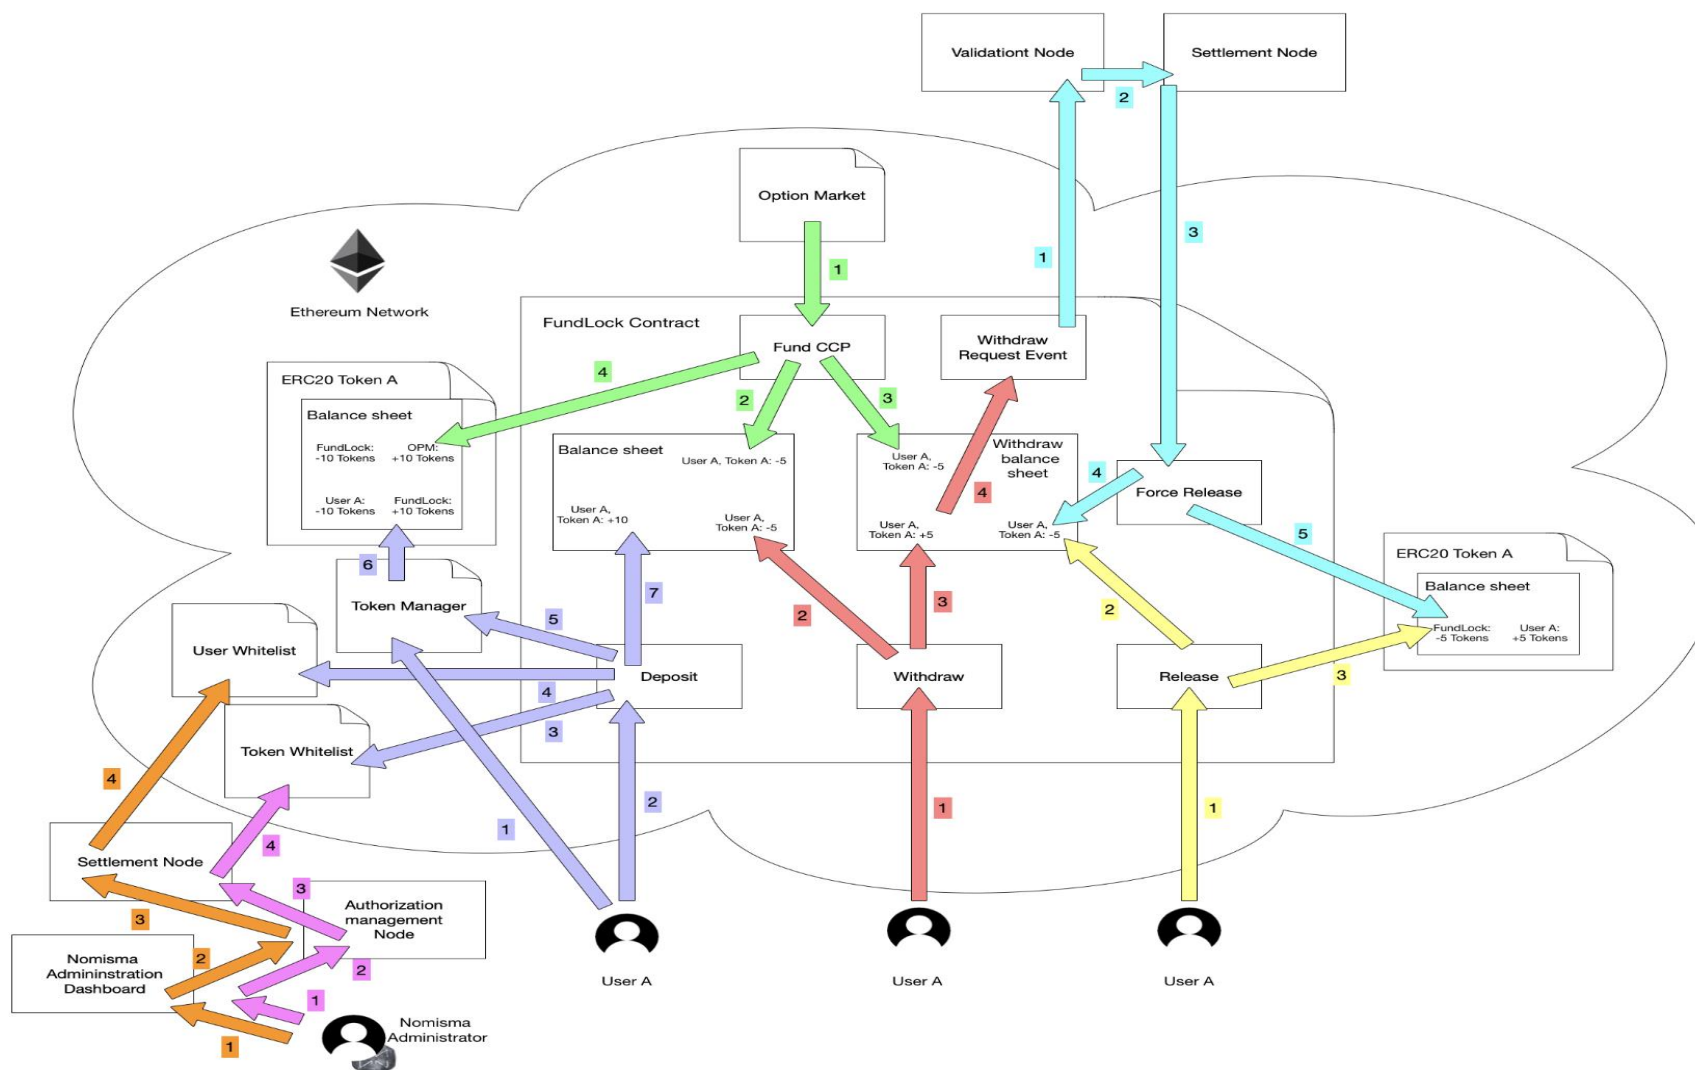 Validationt Node
Settlement Node
2
Option Market
1
3
1
Ethereum Network
FundLock Contract
Fund CCP
Withdraw
Request Event
4
2
3
ERC20 Token A
Balance sheet
FundLock:
-10 Tokens
OPM:
+10 Tokens
User A:
-10 Tokens
FundLock:
+10 Tokens
Balance sheet
User A, Token A: -5
User A,
Token A: +10
User A,
Token A: -5
Withdraw
balance
sheet
User A,
Token A: -5
User A,
Token A: +5
User A,
Token A: -5
4
4
Force Release
5
ERC20 Token A
Balance sheet
FundLock:
-5 Tokens
User A:
+5 Tokens
6
Token Manager
5
7
2
3
2
User Whitelist
Deposit
Withdraw
Release
4
3
3
Token Whitelist
4
1
2
1
1
4
Settlement Node
3
Authorization
management
Node
3
2
2
Nomisma
Admininstration
Dashboard
1
1
Nomisma
Administrator
User A
User A
User A